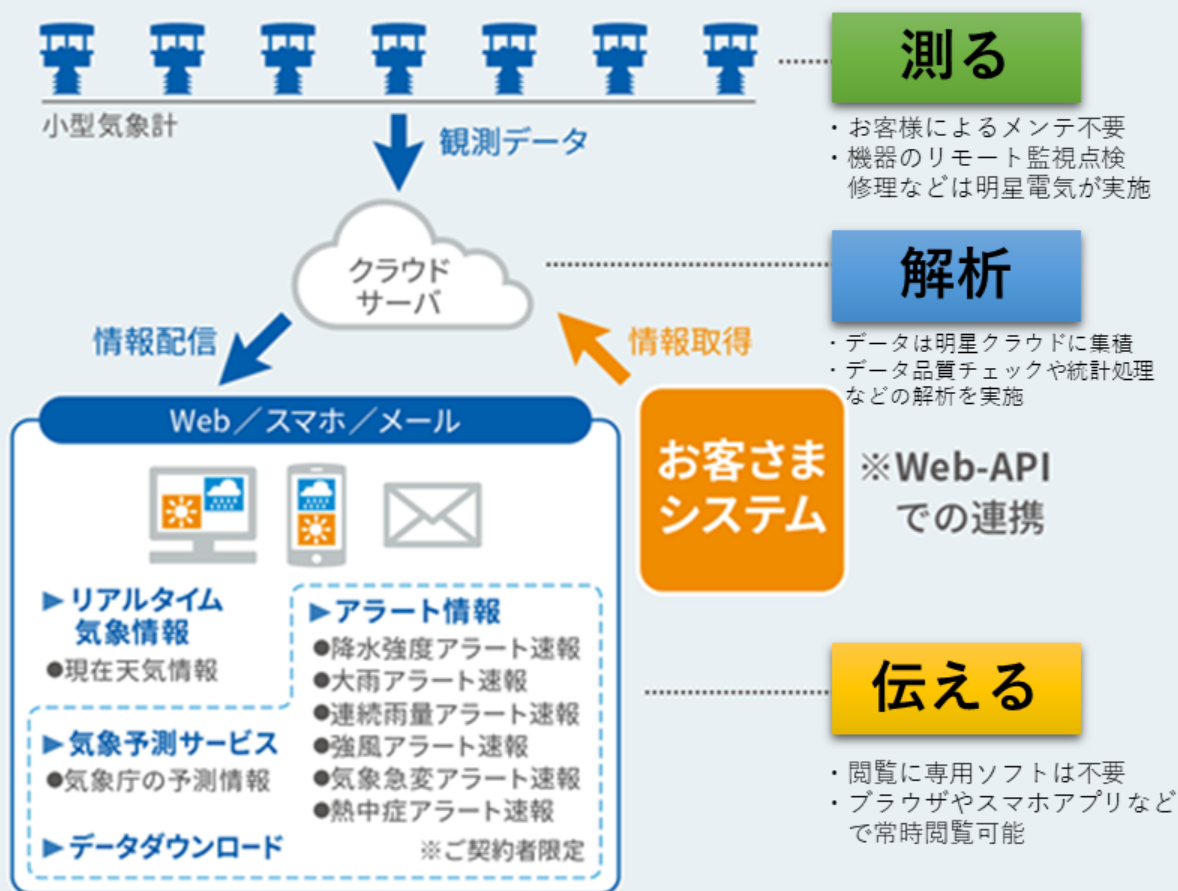 小型気象計
観測データ
測る
・お客様によるメンテ不要
・機器のリモート監視点検
修理などは明星電気が実施
クラウド
サーバ
解析
・データは明星クラウドに集積
・データ品質チェックや統計処理
などの解析を実施
情報配信
情報取得
お客さま
システム
※Web-API
での連携
Web／スマホ／メール
▶リアルタイム
気象情報
●現在天気情報
▶気象予測サービス
●気象庁の予測情報
▶データダウンロード
▶アラート情報
●降水強度アラート速報
●大雨アラート速報
●連続雨量アラート速報
●強風アラート速報
●気象急変アラート速報
●熱中症アラート速報
※ご契約者限定
伝える
・閲覧に専用ソフトは不要
・ブラウザやスマホアプリなど
で常時閲覧可能